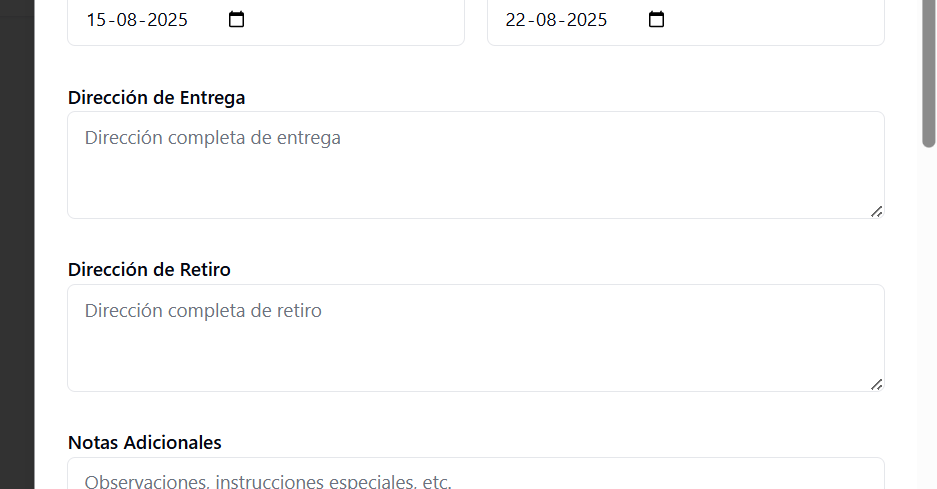 15-08-2025 22-08-2025
Dirección de Entrega
Dirección completa de entrega
Dirección de Retiro
Dirección completa de retiro
Notas Adicionales
Observaciones, instrucciones especiales, etc.